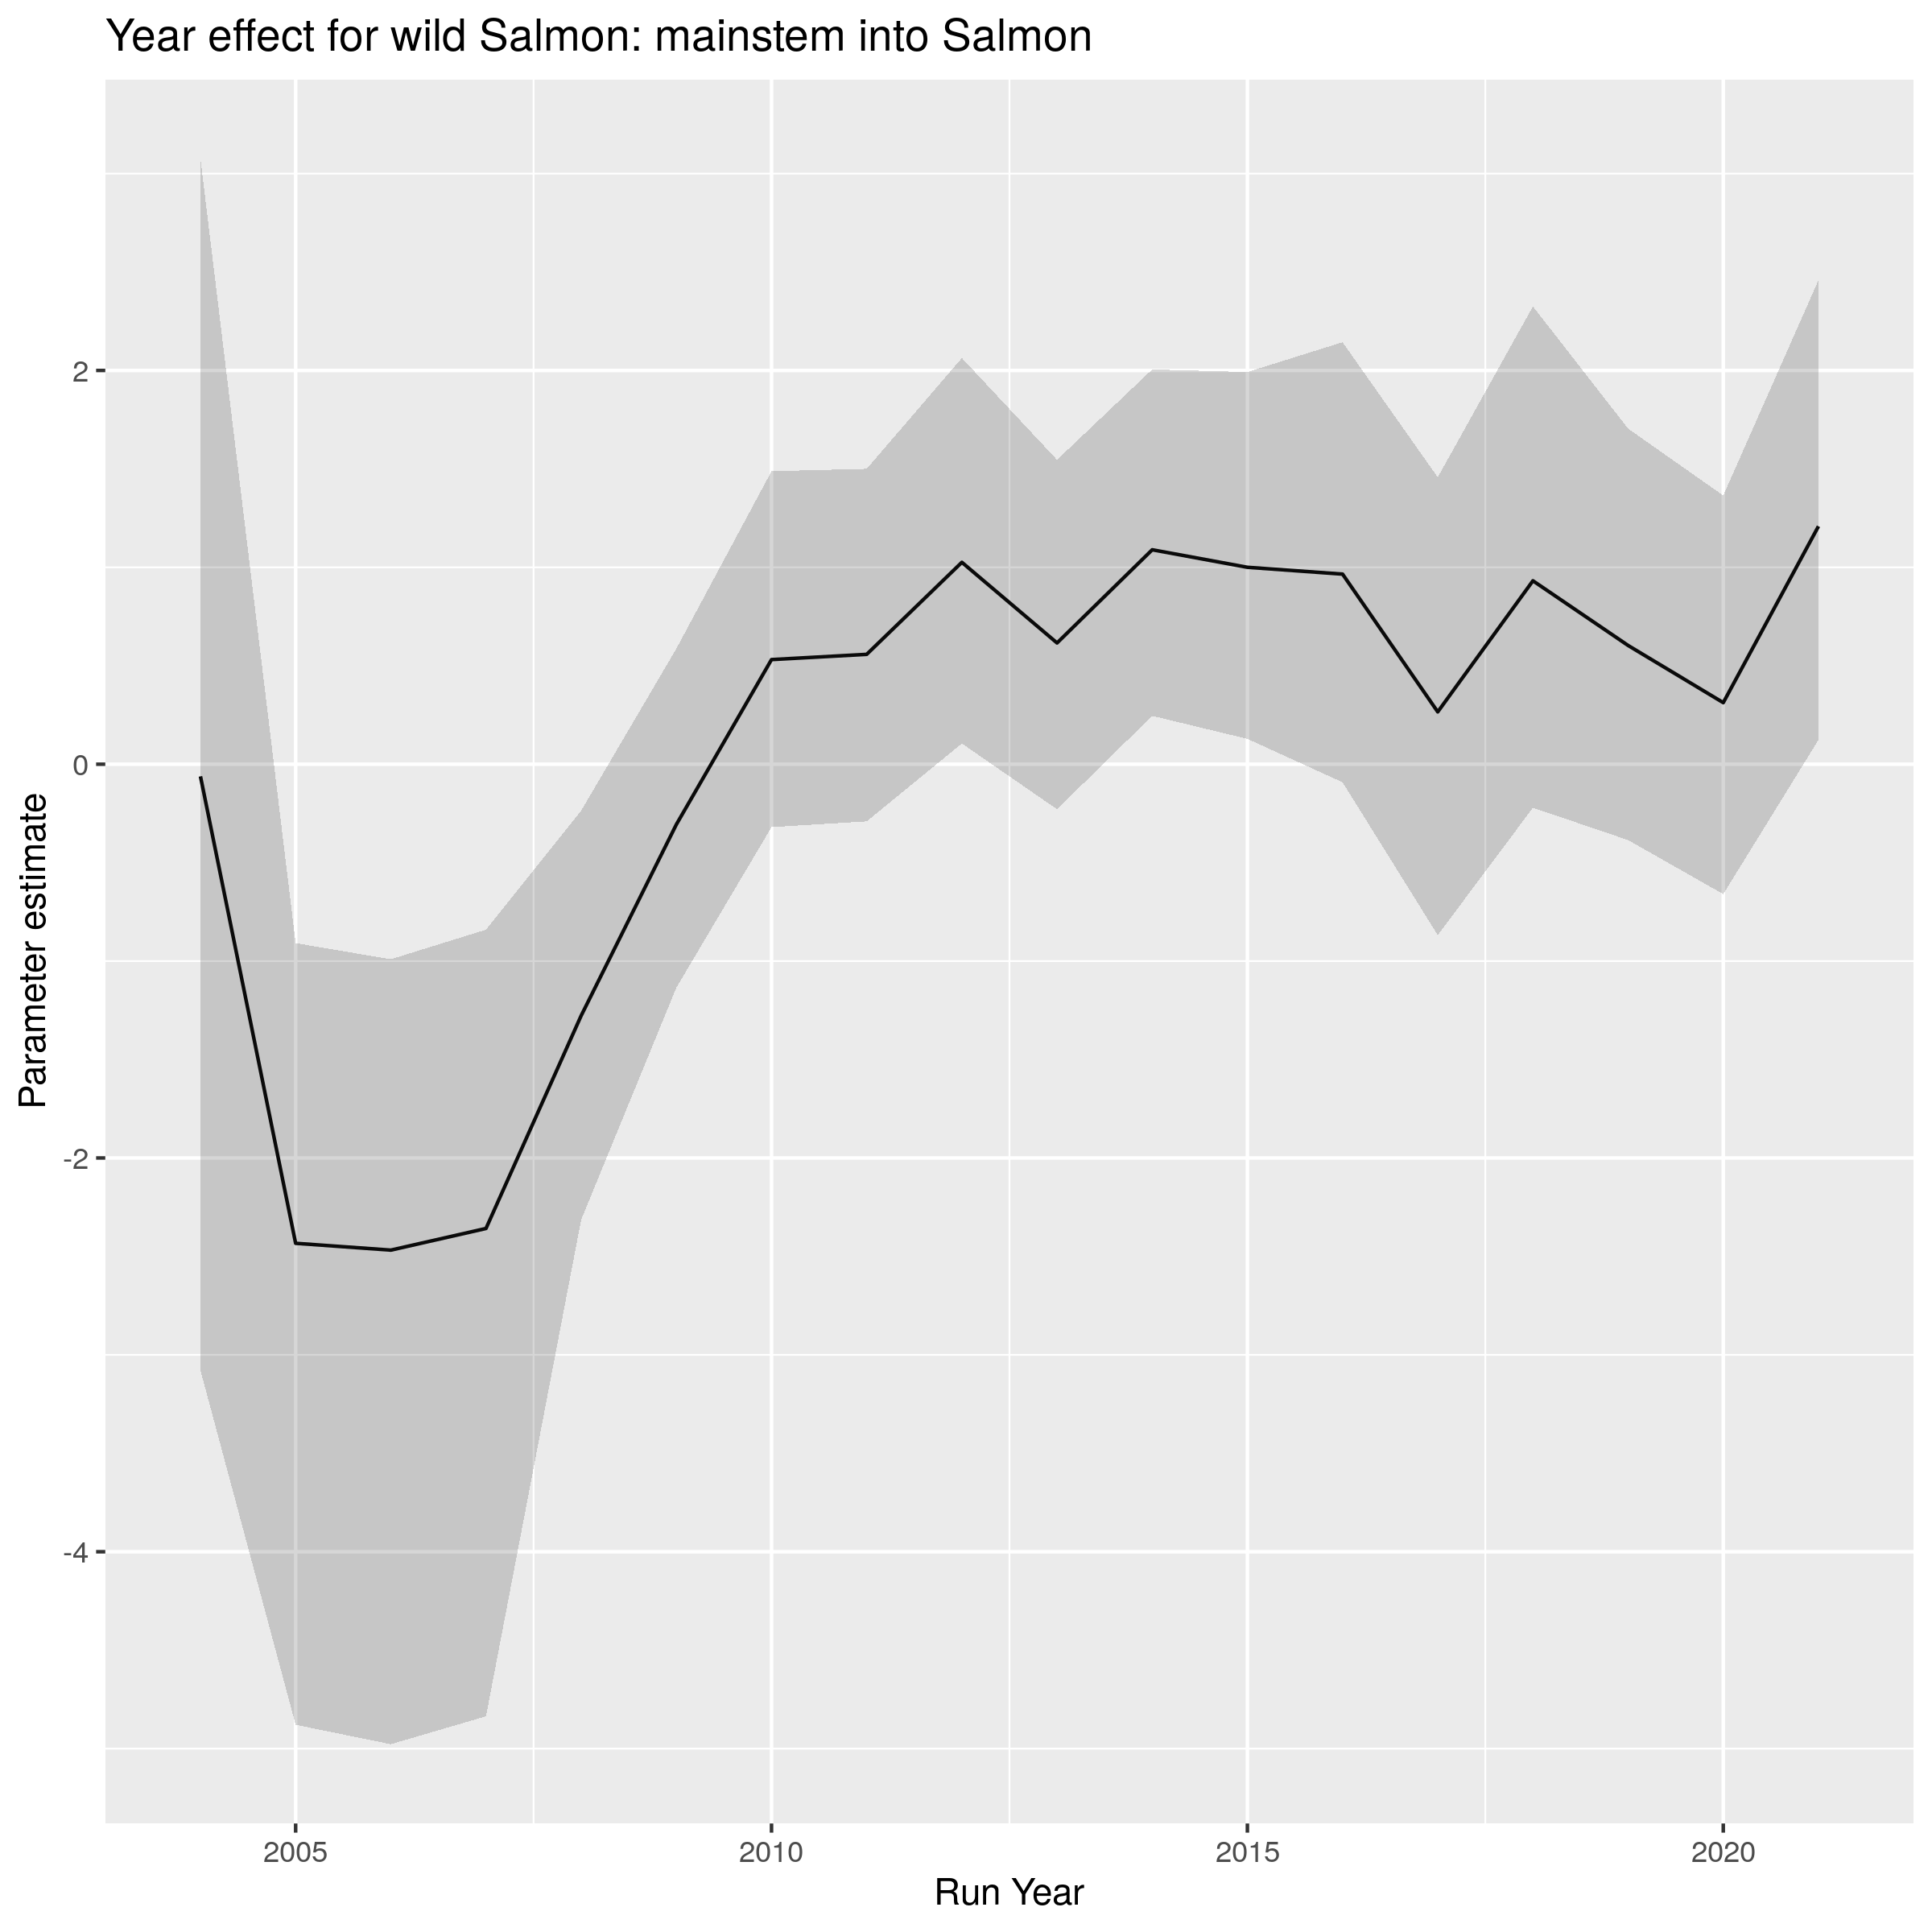 Year effect for wild Salmon: mainstem into Salmon
Parameter estimate
2
0
-2
-4
2005 2010 2015 2020
Run Year